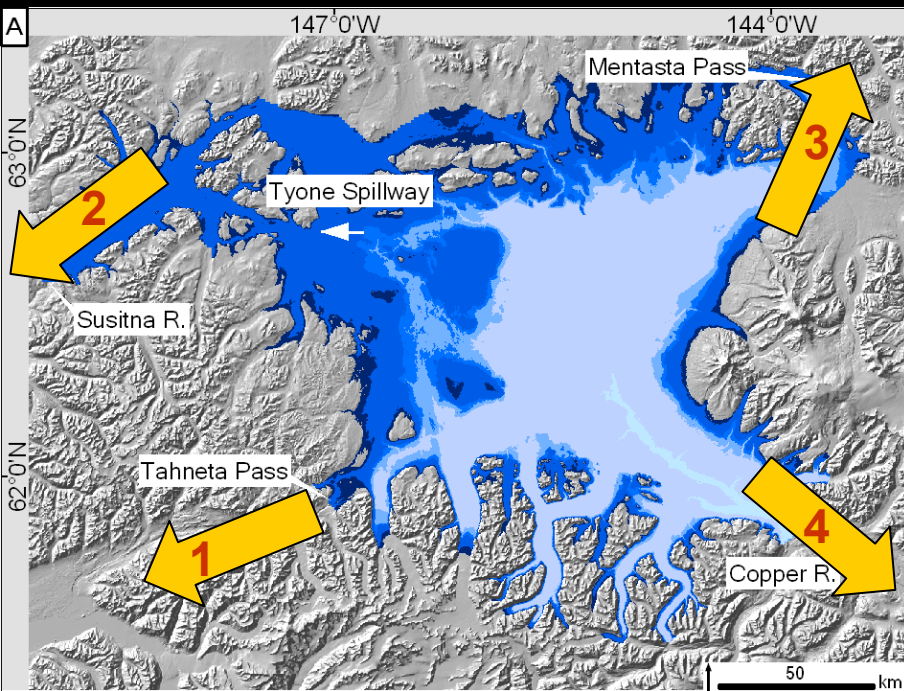 A
147°0'W
144°0'W
Mentasta Pass
3
63°0'N
2
Tyone Spillway
Susitna R.
62°0'N
Tahneta Pass
1
4
Copper R.
50
km